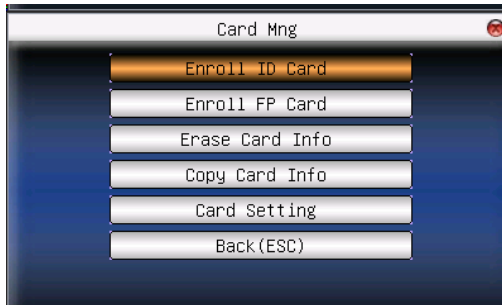 Card Mng
Enroll ID Card
Enroll FP Card
Erase Card Info
Copy Card Info
Card Setting
Back(ESC)